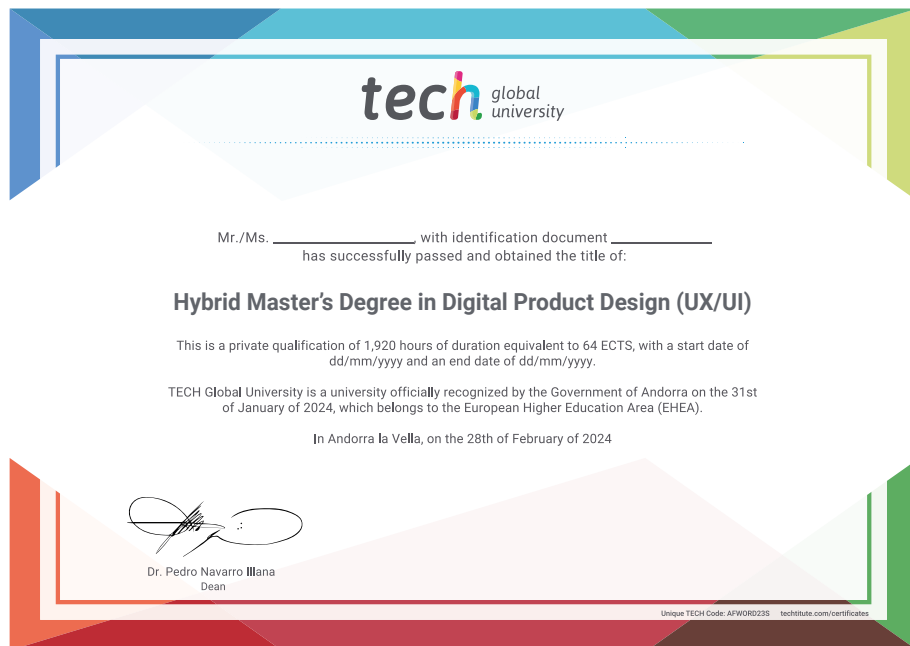 tech global
university
Mr./Ms. ________________, with identification document ____________
has successfully passed and obtained the title of:
Hybrid Master's Degree in Digital Product Design (UX/UI)
This is a private qualification of 1,920 hours of duration equivalent to 64 ECTS, with a start date of
dd/mm/yyyy and an end date of dd/mm/yyyy.
TECH Global University is a university officially recognized by the Government of Andorra on the 31st
of January of 2024, which belongs to the European Higher Education Area (EHEA).
In Andorra la Vella, on the 28th of February of 2024
Dr. Pedro Navarro Illana
Dean
Unique TECH Code: AFWORD23S techtitute.com/certificates